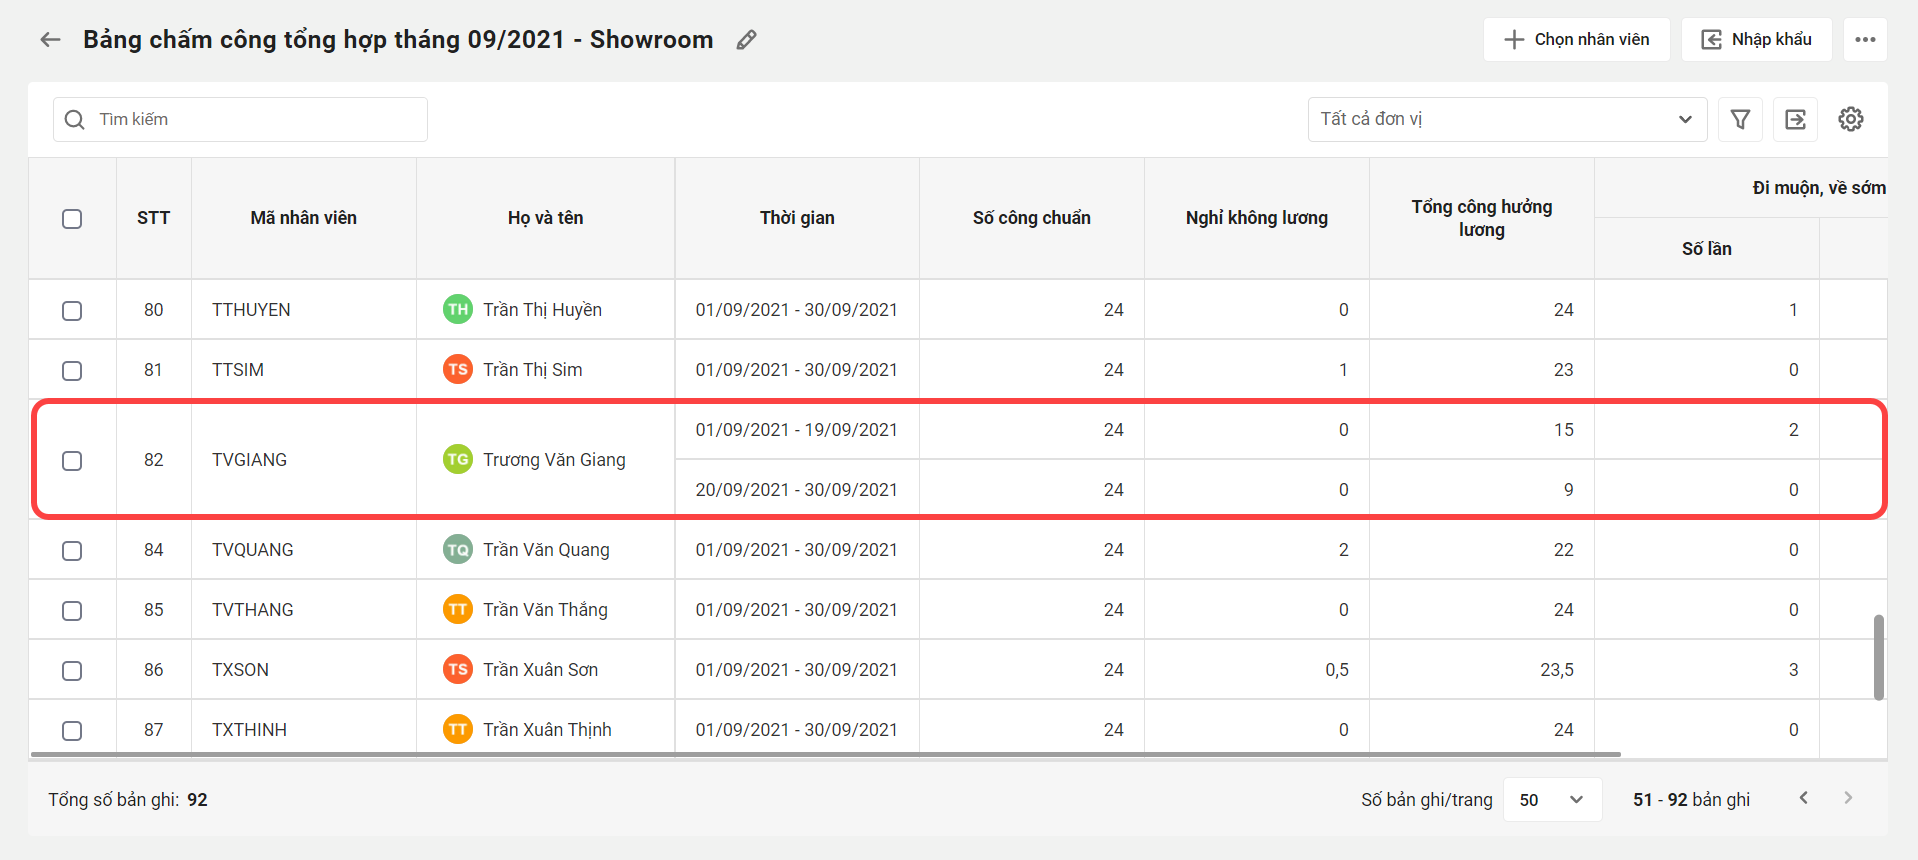 Bảng chấm công tổng hợp tháng 09/2021 - Showroom
Chọn nhân viên
Nhập khẩu
Tìm kiếm
Tất cả đơn vị
STT Mã nhân viên Họ và tên Thời gian Số công chuẩn Nghỉ không lương Tổng công hưởng lương Đi muộn, về sớm
Số lần
80 TTHUYEN TH Trần Thị Huyền 01/09/2021 - 30/09/2021 24 0 24 1
81 TTSIM TS Trần Thị Sim 01/09/2021 - 30/09/2021 24 1 23 0
82 TVGIANG TG Trương Văn Giang 01/09/2021 - 19/09/2021 24 0 15 2
20/09/2021 - 30/09/2021 24 0 9 0
84 TVQUANG TQ Trần Văn Quang 01/09/2021 - 30/09/2021 24 2 22 0
85 TVTHANG TT Trần Văn Thắng 01/09/2021 - 30/09/2021 24 0 24 0
86 TXSON TS Trần Xuân Sơn 01/09/2021 - 30/09/2021 24 0,5 23,5 3
87 TXTHINH TT Trần Xuân Thịnh 01/09/2021 - 30/09/2021 24 0 24 0
Tổng số bản ghi: 92
Số bản ghi/trang 50 51 - 92 bản ghi